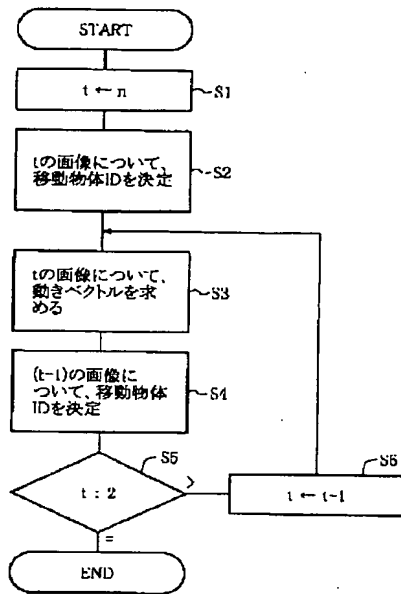 START
t ← n
S1
tの画像について、
移動物体IDを決定
S2
tの画像について、
動きベクトルを求
める
S3
(t-1)の画像に
ついて、移動物体
IDを決定
S4
S5
t : 2
>
=
S6
t ← t-1
END